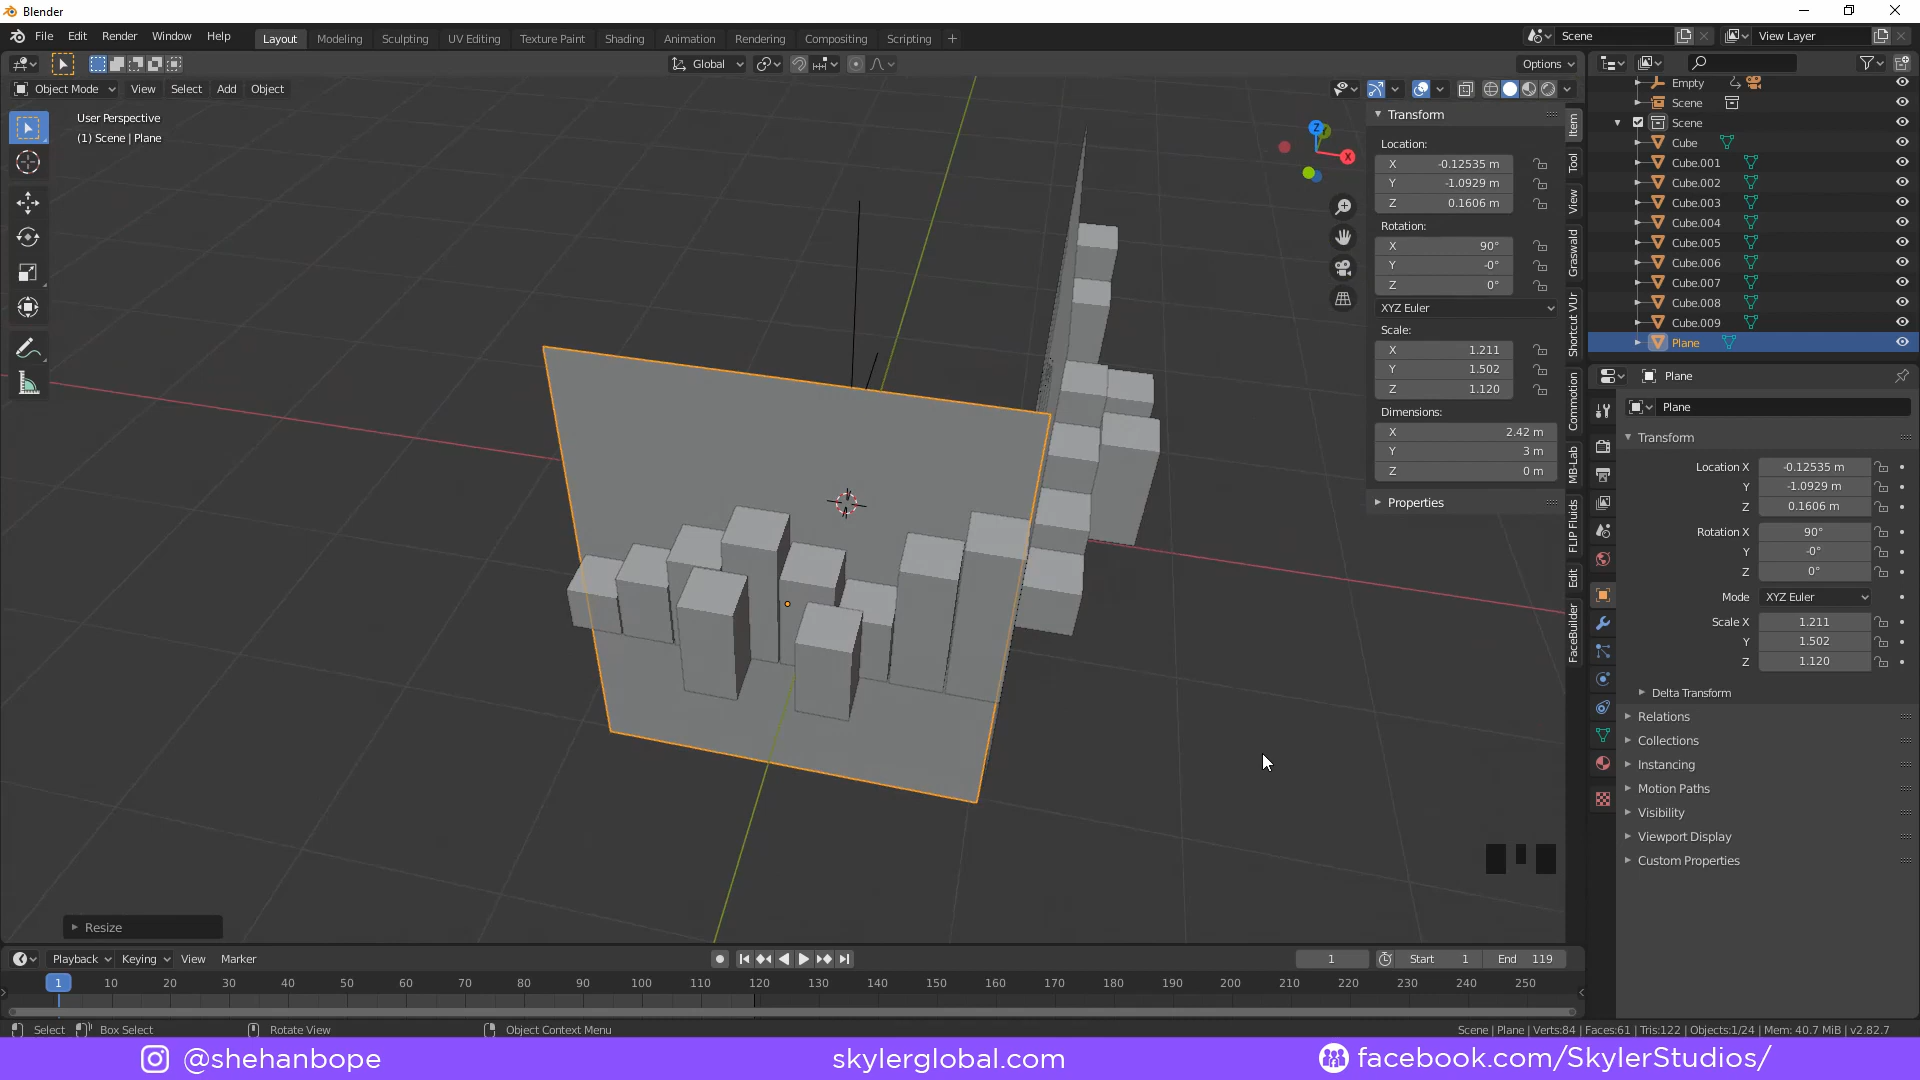 Blender
File Edit Render Window Help
Layout Modeling Sculpting UV Editing Texture Paint Shading Animation Rendering Compositing Scripting +
Scene
View Layer
Global
Options
Object Mode View Select Add Object
User Perspective
(1) Scene | Plane
Z
X
Transform
Location:
X -0.12535 m
Y -1.0929 m
Z 0.1606 m
Rotation:
X 90°
Y -0°
Z 0°
XYZ Euler
Scale:
X 1.211
Y 1.502
Z 1.120
Dimensions:
X 2.42 m
Y 3 m
Z 0 m
Properties
Item
Tool
View
Graswald
Shortcut VUr
Commotion
MB-Lab
FLIP Fluids
Edit
FaceBuilder
Empty
Scene
Scene
Cube
Cube.001
Cube.002
Cube.003
Cube.004
Cube.005
Cube.006
Cube.007
Cube.008
Cube.009
Plane
Plane
Plane
Transform
Location X -0.12535 m
Y -1.0929 m
Z 0.1606 m
Rotation X 90°
Y -0°
Z 0°
Mode XYZ Euler
Scale X 1.211
Y 1.502
Z 1.120
Delta Transform
Relations
Collections
Instancing
Motion Paths
Visibility
Viewport Display
Custom Properties
Resize
Playback Keying View Marker
1 Start 1 End 119
1 10 20 30 40 50 60 70 80 90 100 110 120 130 140 150 160 170 180 190 200 210 220 230 240 250
Select Box Select Rotate View Object Context Menu
Scene | Plane | Verts:84 | Faces:61 | Tris:122 | Objects:1/24 | Mem: 40.7 MiB | v2.82.7
@shehanbope skylerglobal.com facebook.com/SkylerStudios/